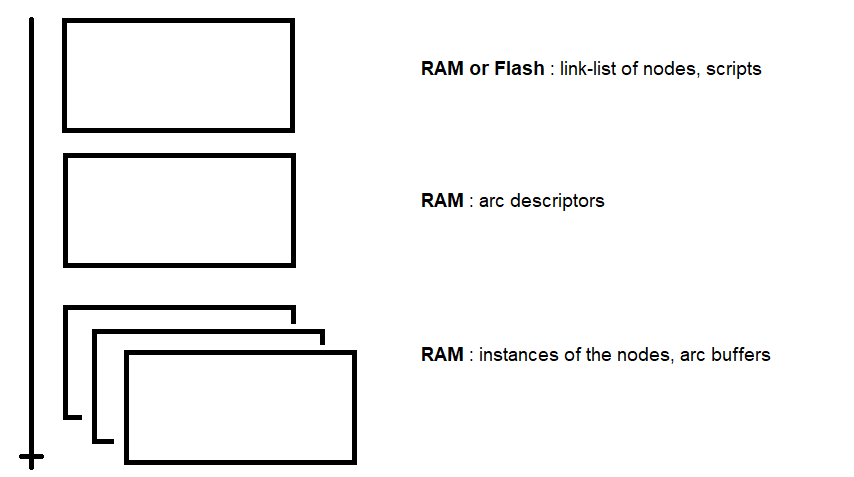 RAM or Flash : link-list of nodes, scripts
RAM : arc descriptors
RAM : instances of the nodes, arc buffers